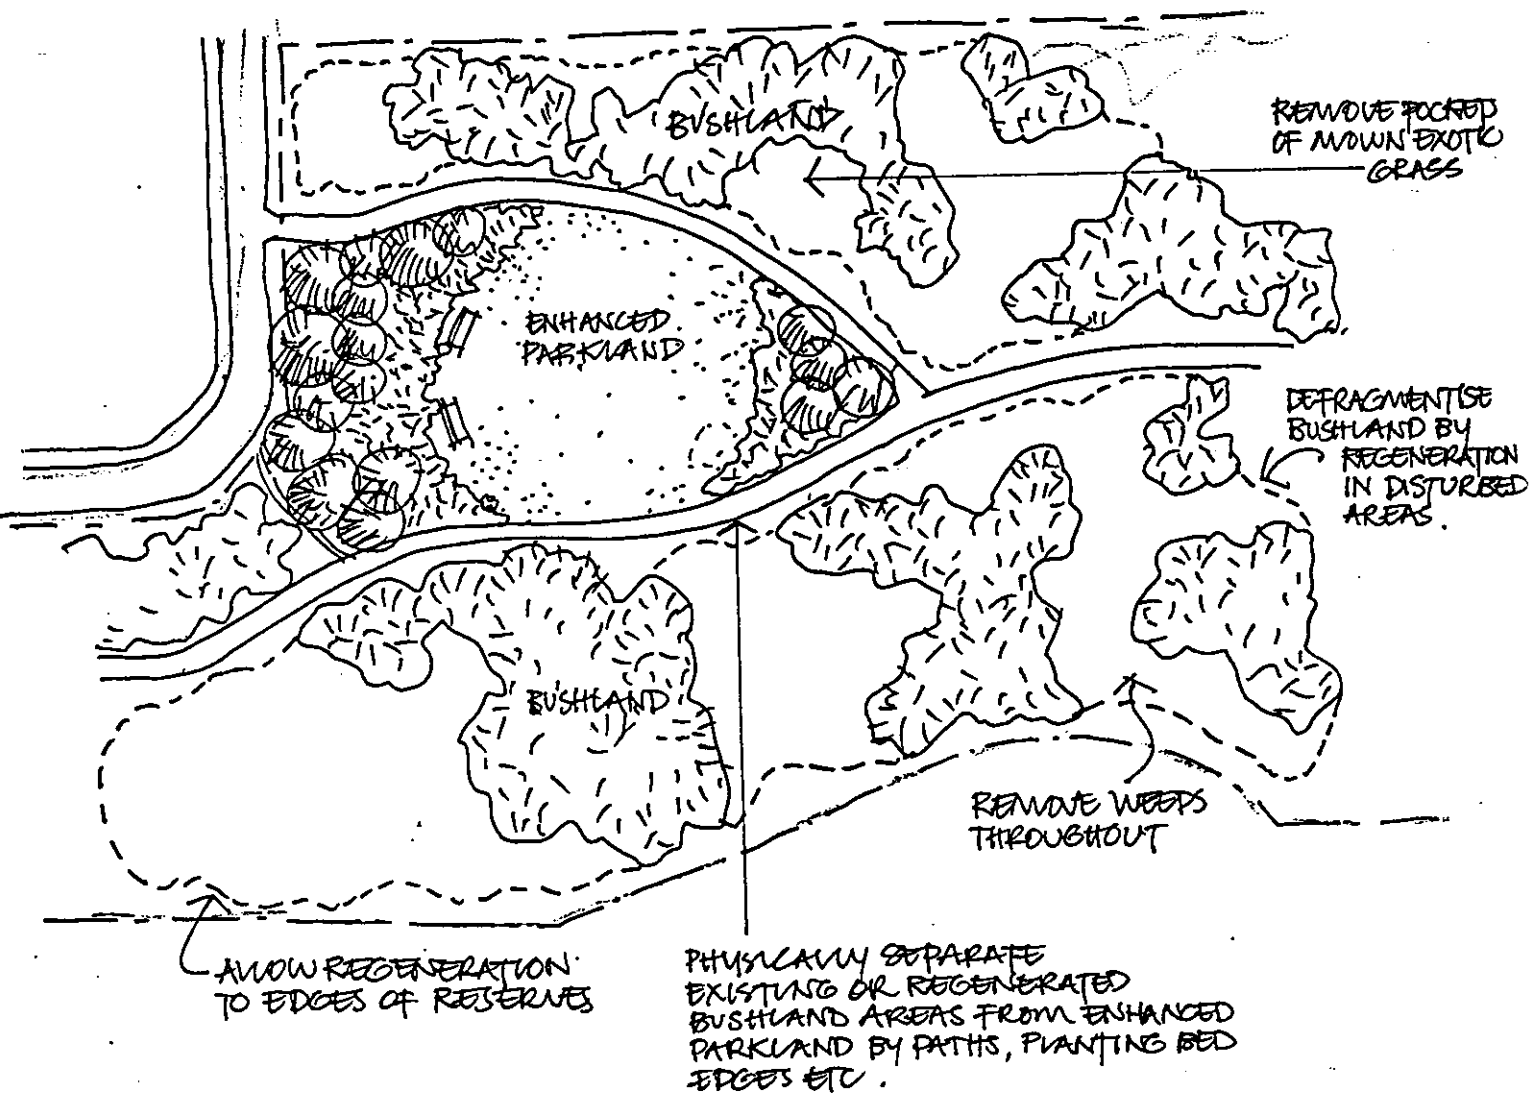 BUSHLAND
REMOVE POCKETS
OF MOWN EXOTIC
GRASS
ENHANCED
PARKLAND
DEFRAGMENTISE
BUSHLAND BY
REGENERATION
IN DISTURBED
AREAS.
BUSHLAND
REMOVE WEEDS
THROUGHOUT
ALLOW REGENERATION
TO EDGES OF RESERVES
PHYSICALLY SEPARATE
EXISTING OR REGENERATED
BUSHLAND AREAS FROM ENHANCED
PARKLAND BY PATHS, PLANTING BED
EDGES ETC.